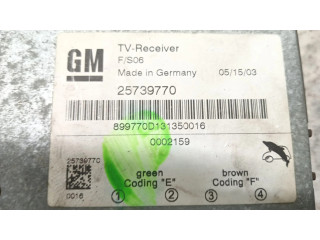 GM
TV-Receiver
F/S06
Made in Germany 05/15/03
25739770
899770D131350016
0002159
25739770
0016
green
Coding "E"
brown
Coding "F"
1 2 3 4